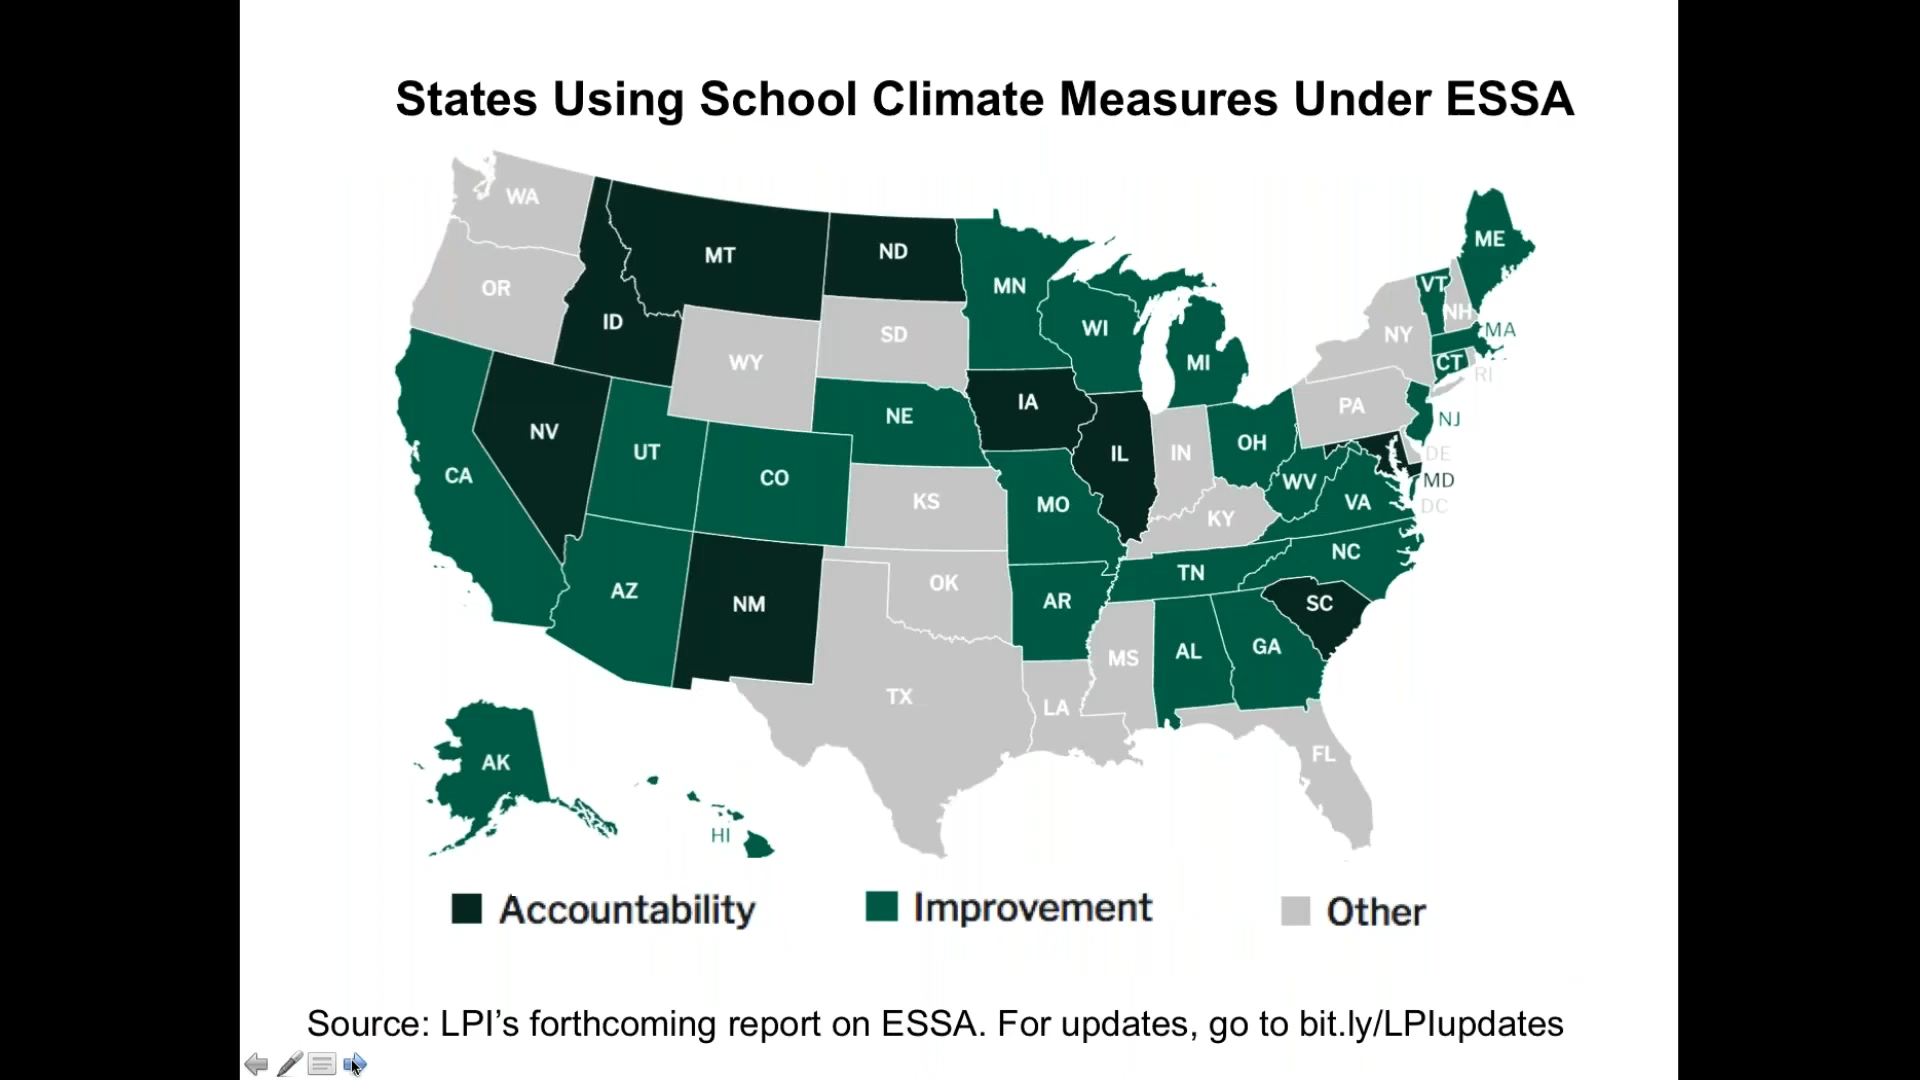 States Using School Climate Measures Under ESSA
WA
MT
ND
ME
OR
MN
VT
ID
SD
WI
NY
NH
MA
WY
MI
CT
RI
NV
NE
IA
PA
NJ
UT
IL
IN
OH
DE
CA
CO
KS
MO
WV
VA
MD
DC
KY
NC
AZ
NM
OK
AR
TN
SC
MS
AL
GA
TX
LA
FL
AK
HI
Accountability
Improvement
Other
Source: LPI’s forthcoming report on ESSA. For updates, go to bit.ly/LPIupdates